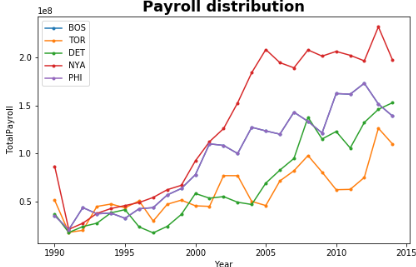 Payroll distribution
1e8
BOS
TOR
DET
NYA
PHI
TotalPayroll
2.0
1.5
1.0
0.5
1990 1995 2000 2005 2010 2015
Year